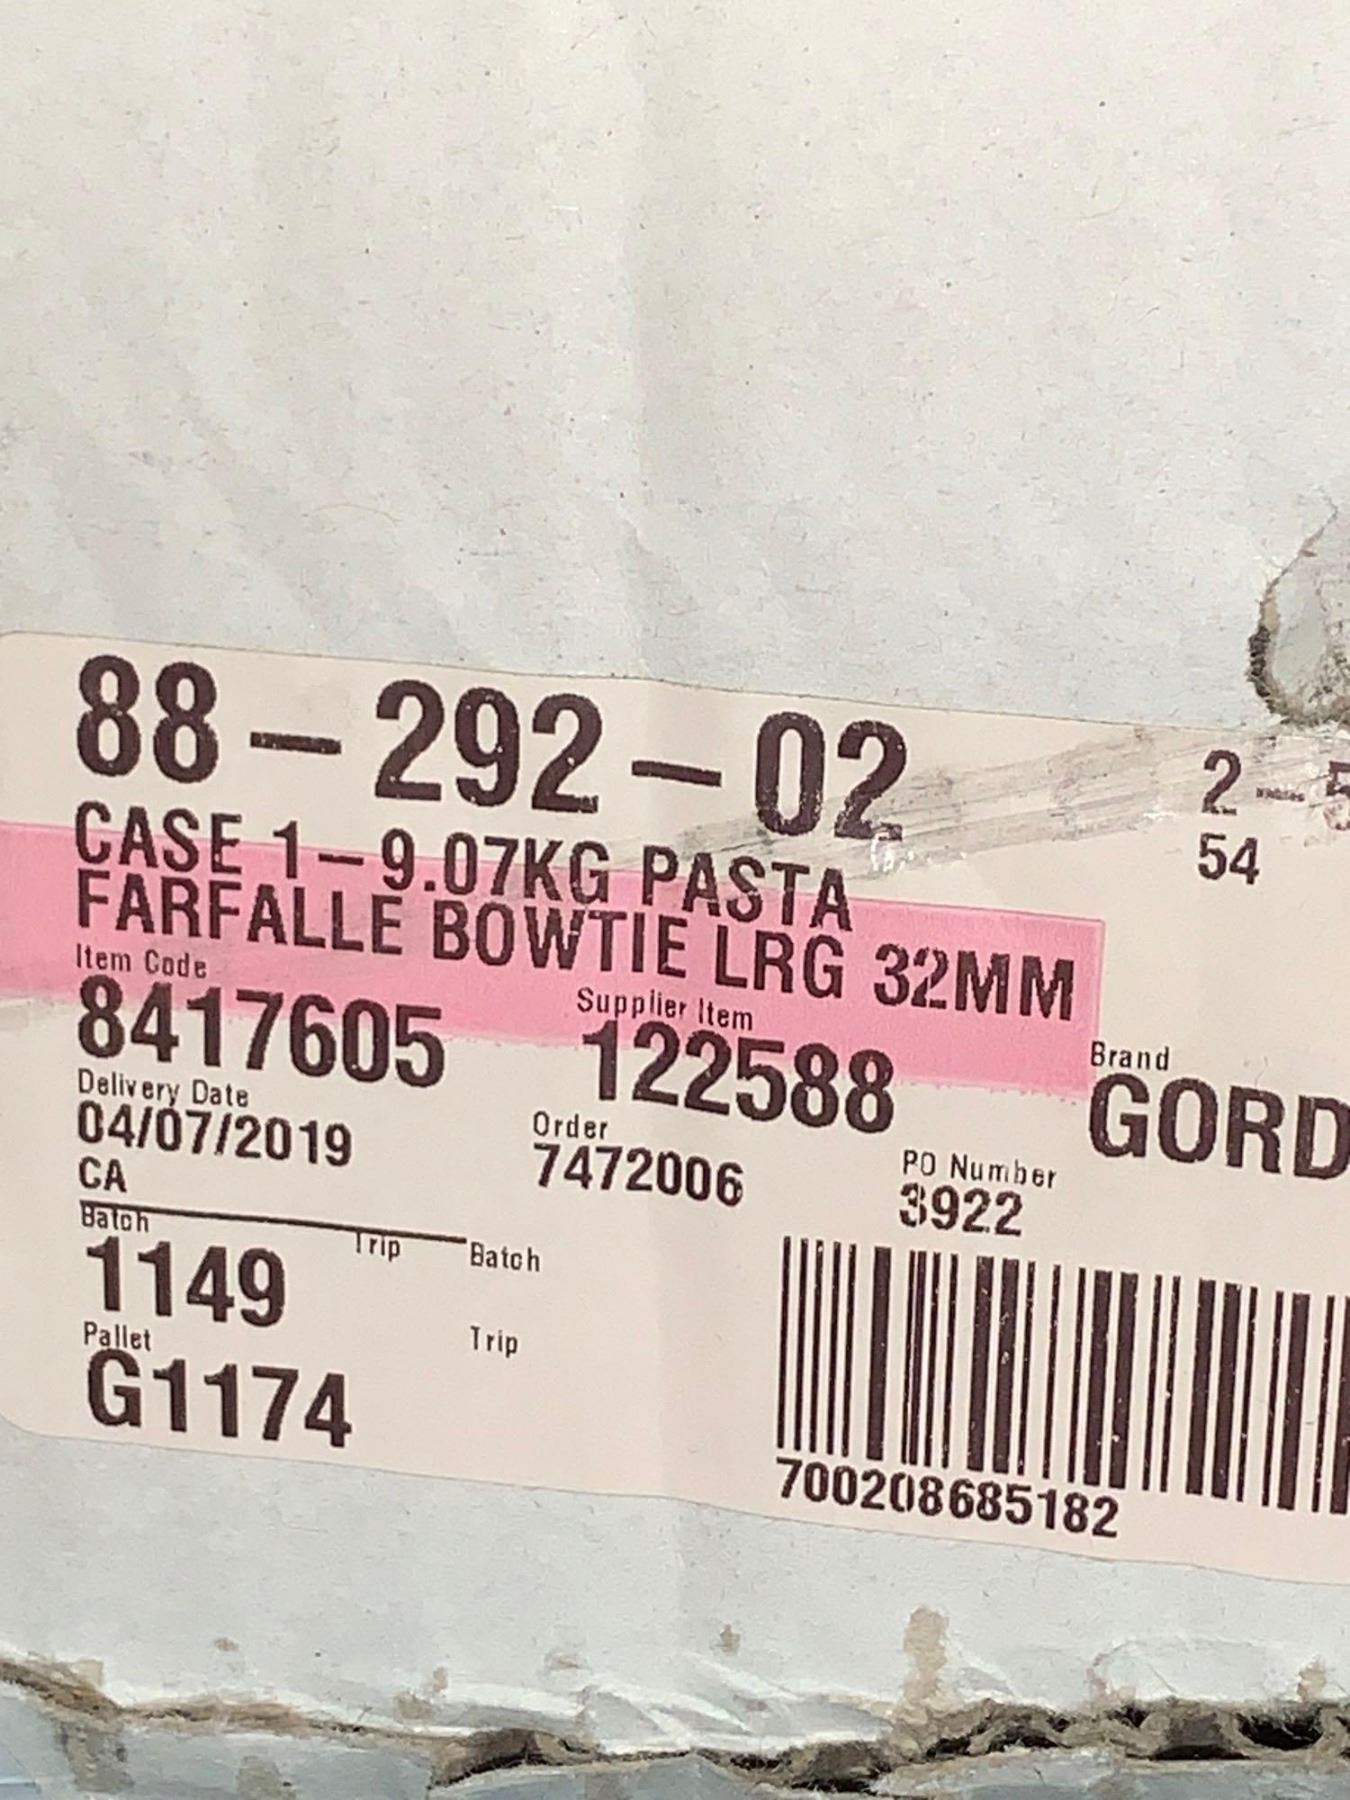 88-292-02
2-5
54
CASE 1-9.07KG PASTA
FARFALLE BOWTIE LRG 32MM
Item Code
8417605
Supplier Item
122588
Brand
GORD
Delivery Date
04/07/2019
Order
7472006
PO Number
3922
CA
Batch
Trip
Batch
1149
Pallet
Trip
G1174
700208685182